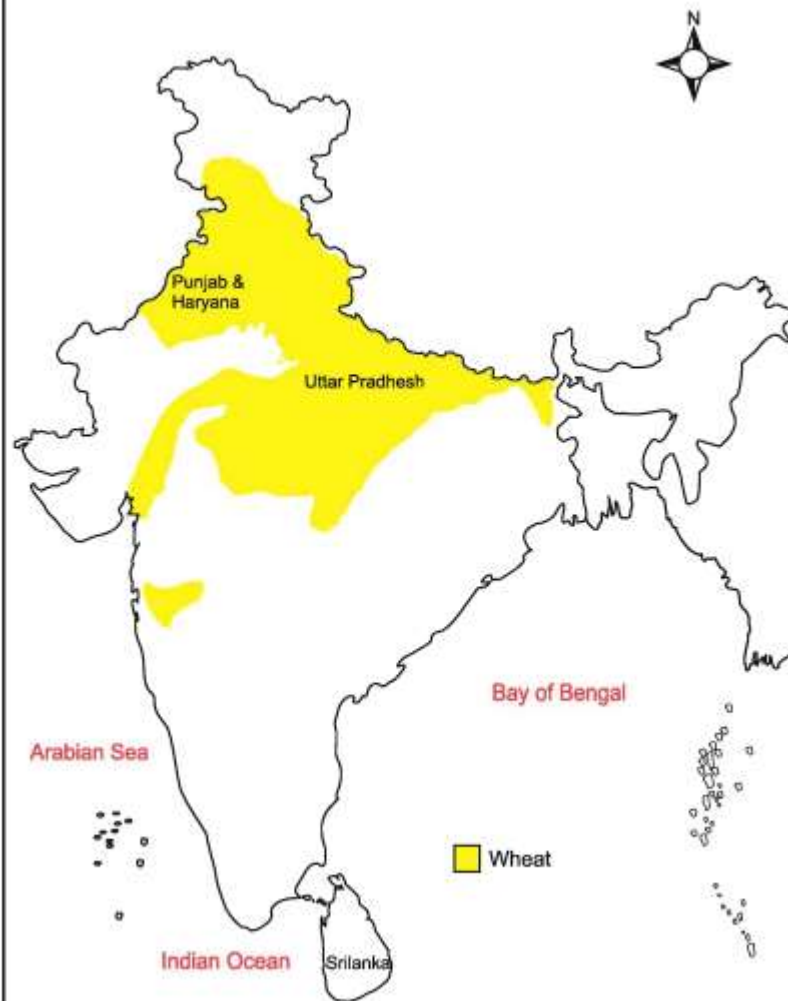 N
Punjab &
Haryana
Uttar Pradhesh
Bay of Bengal
Arabian Sea
Wheat
Indian Ocean
Srilanka